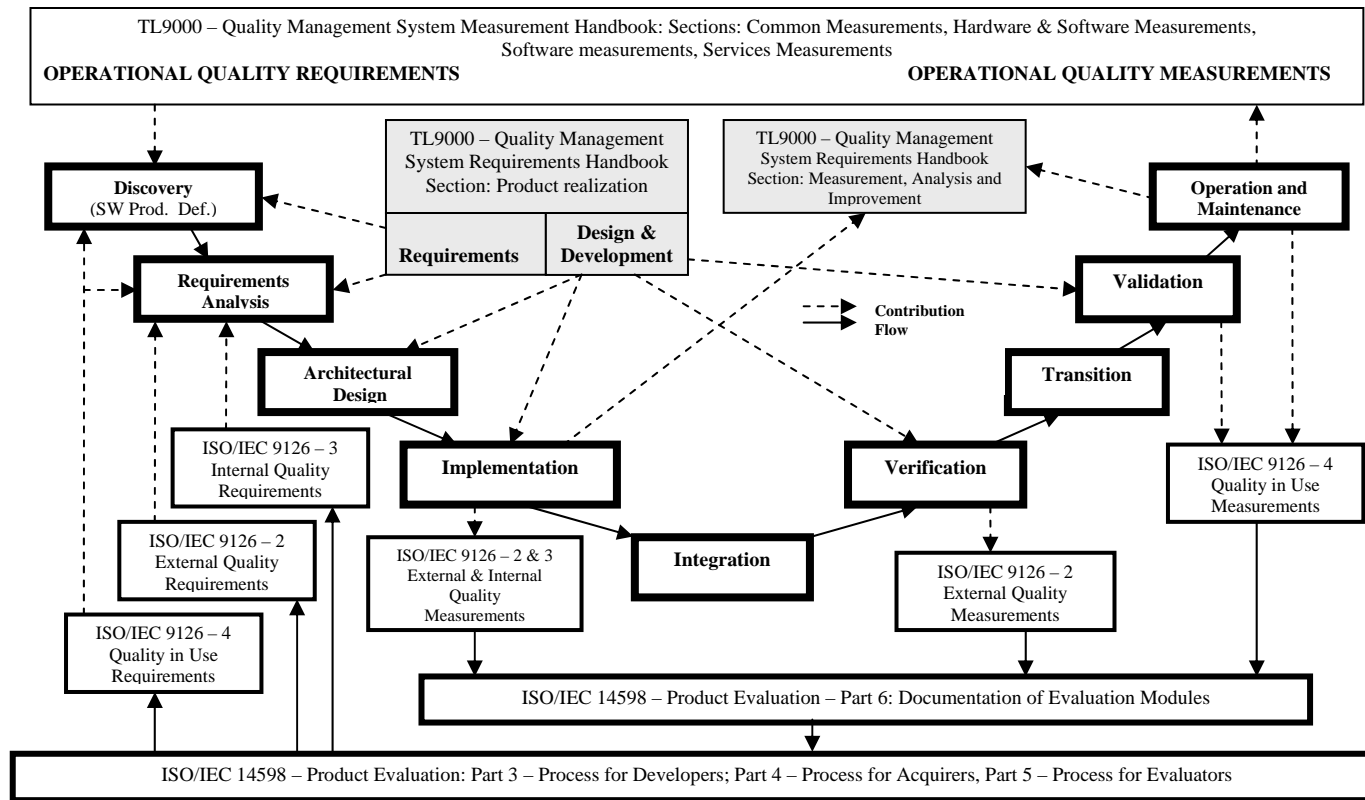 TL9000 – Quality Management System Measurement Handbook: Sections: Common Measurements, Hardware & Software Measurements,
Software measurements, Services Measurements
OPERATIONAL QUALITY REQUIREMENTS
OPERATIONAL QUALITY MEASUREMENTS
TL9000 – Quality Management
System Requirements Handbook
Section: Product realization
Requirements
Design &
Development
TL9000 – Quality Management
System Requirements Handbook
Section: Measurement, Analysis and
Improvement
Discovery
(SW Prod. Def.)
Operation and
Maintenance
Requirements
Analysis
Validation
Contribution
Flow
Architectural
Design
Transition
ISO/IEC 9126 – 3
Internal Quality
Requirements
Implementation
Verification
ISO/IEC 9126 – 4
Quality in Use
Measurements
ISO/IEC 9126 – 2
External Quality
Requirements
ISO/IEC 9126 – 2 & 3
External & Internal
Quality
Measurements
Integration
ISO/IEC 9126 – 2
External Quality
Measurements
ISO/IEC 9126 – 4
Quality in Use
Requirements
ISO/IEC 14598 – Product Evaluation – Part 6: Documentation of Evaluation Modules
ISO/IEC 14598 – Product Evaluation: Part 3 – Process for Developers; Part 4 – Process for Acquirers, Part 5 – Process for Evaluators